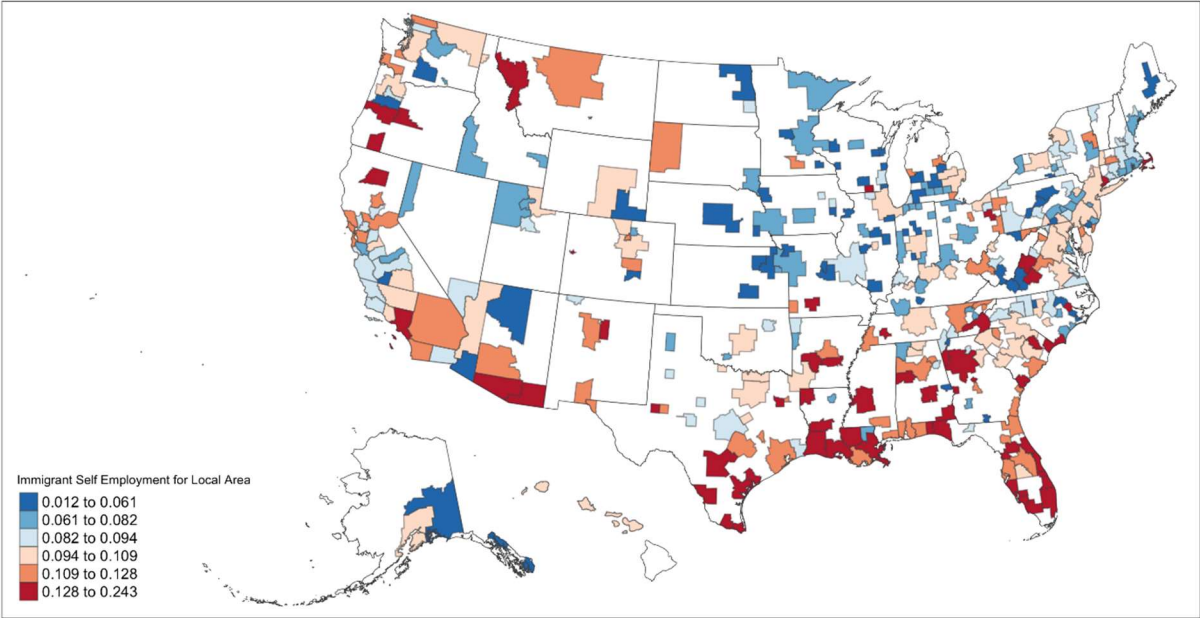 Immigrant Self Employment for Local Area
0.012 to 0.061
0.061 to 0.082
0.082 to 0.094
0.094 to 0.109
0.109 to 0.128
0.128 to 0.243